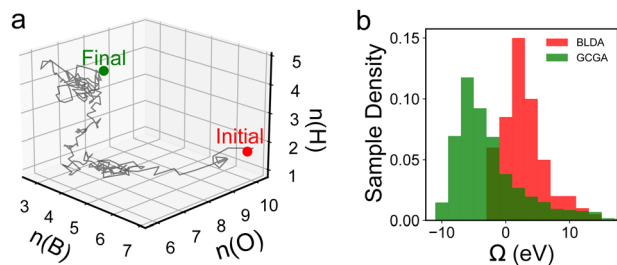 a
Final
Initial
5
4
3
2
1
n(H)
3
4
5
6
7
n(B)
6
7
8
9
10
n(O)
b
BLDA
GCGA
0.15
0.10
0.05
0.00
Sample Density
−10
0
10
Ω (eV)